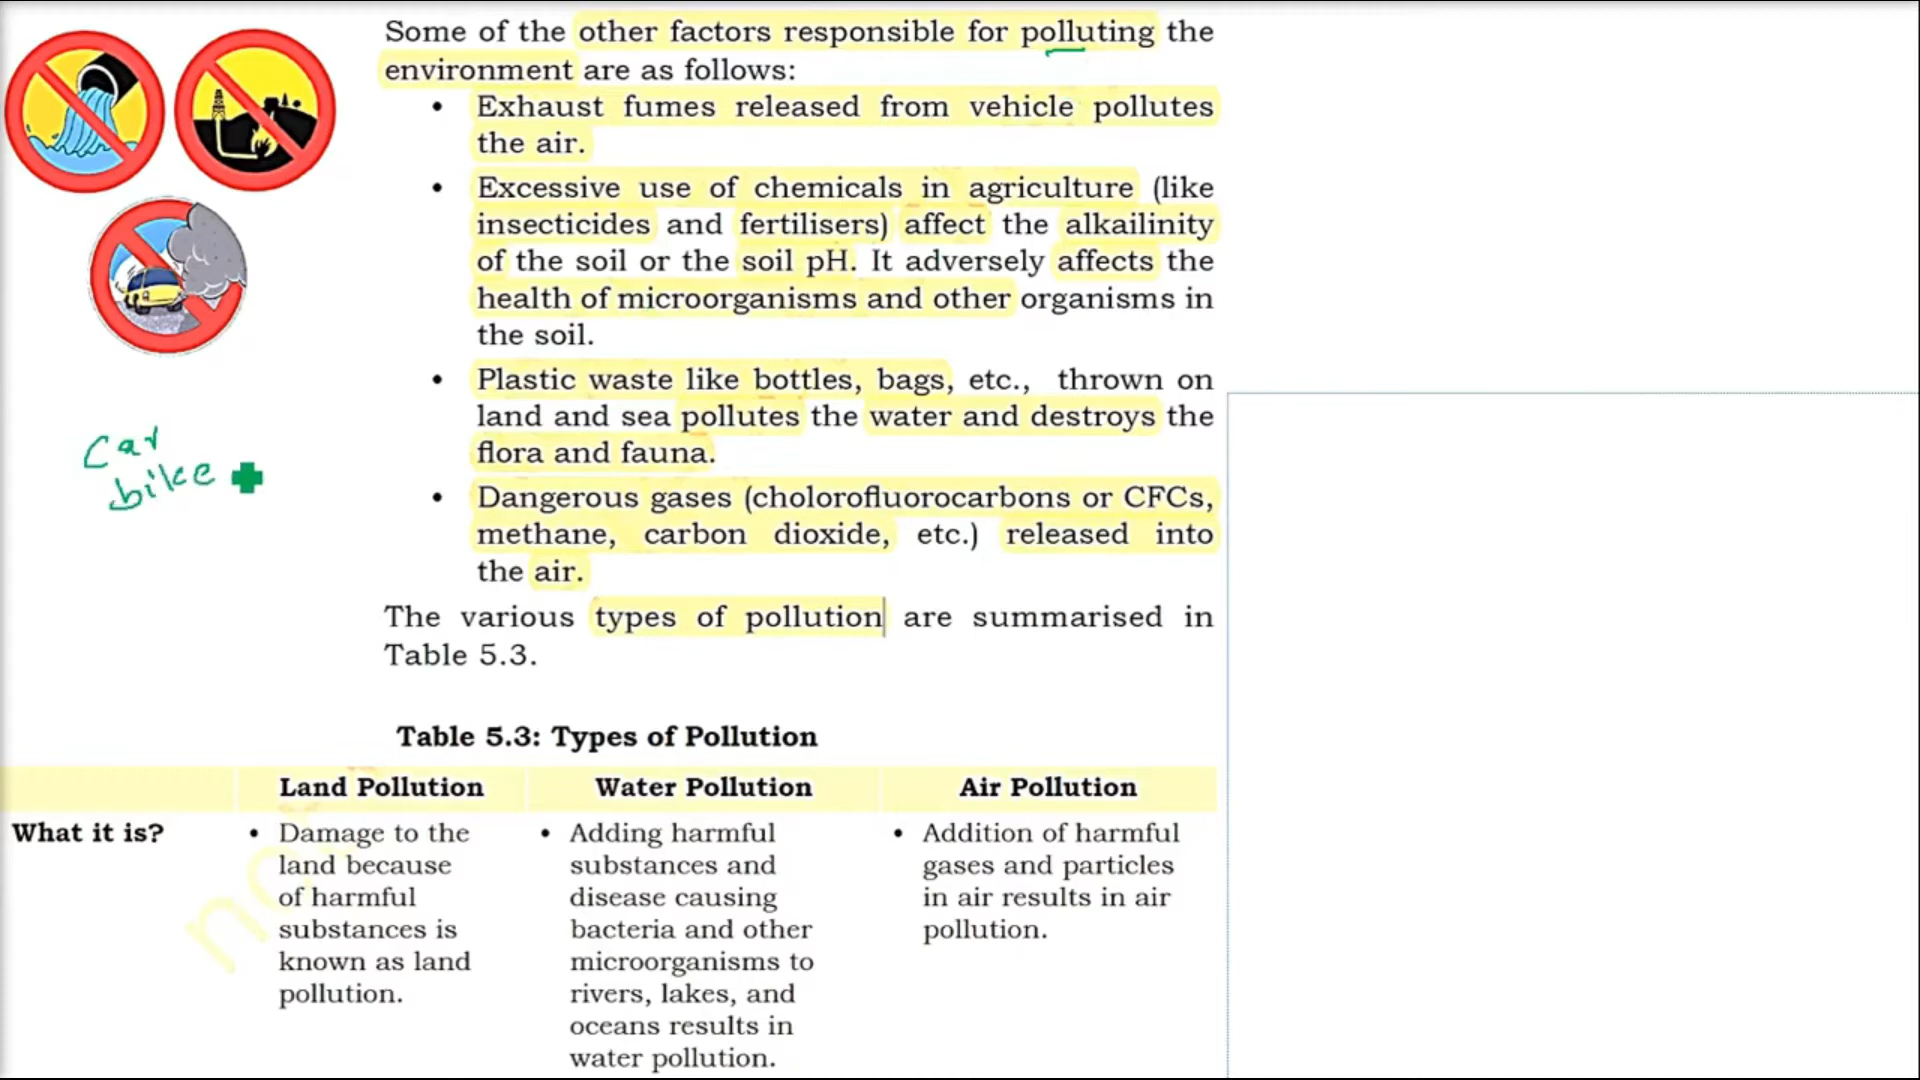 Some of the other factors responsible for polluting the
environment are as follows:
• Exhaust fumes released from vehicle pollutes
the air.
• Excessive use of chemicals in agriculture (like
insecticides and fertilisers) affect the alkailinity
of the soil or the soil pH. It adversely affects the
health of microorganisms and other organisms in
the soil.
• Plastic waste like bottles, bags, etc., thrown on
land and sea pollutes the water and destroys the
flora and fauna.
• Dangerous gases (cholorofluorocarbons or CFCs,
methane, carbon dioxide, etc.) released into
the air.
Car
bike
The various types of pollution are summarised in
Table 5.3.
Table 5.3: Types of Pollution
Land Pollution
Water Pollution
Air Pollution
What it is?
• Damage to the
land because
of harmful
substances is
known as land
pollution.
• Adding harmful
substances and
disease causing
bacteria and other
microorganisms to
rivers, lakes, and
oceans results in
water pollution.
• Addition of harmful
gases and particles
in air results in air
pollution.